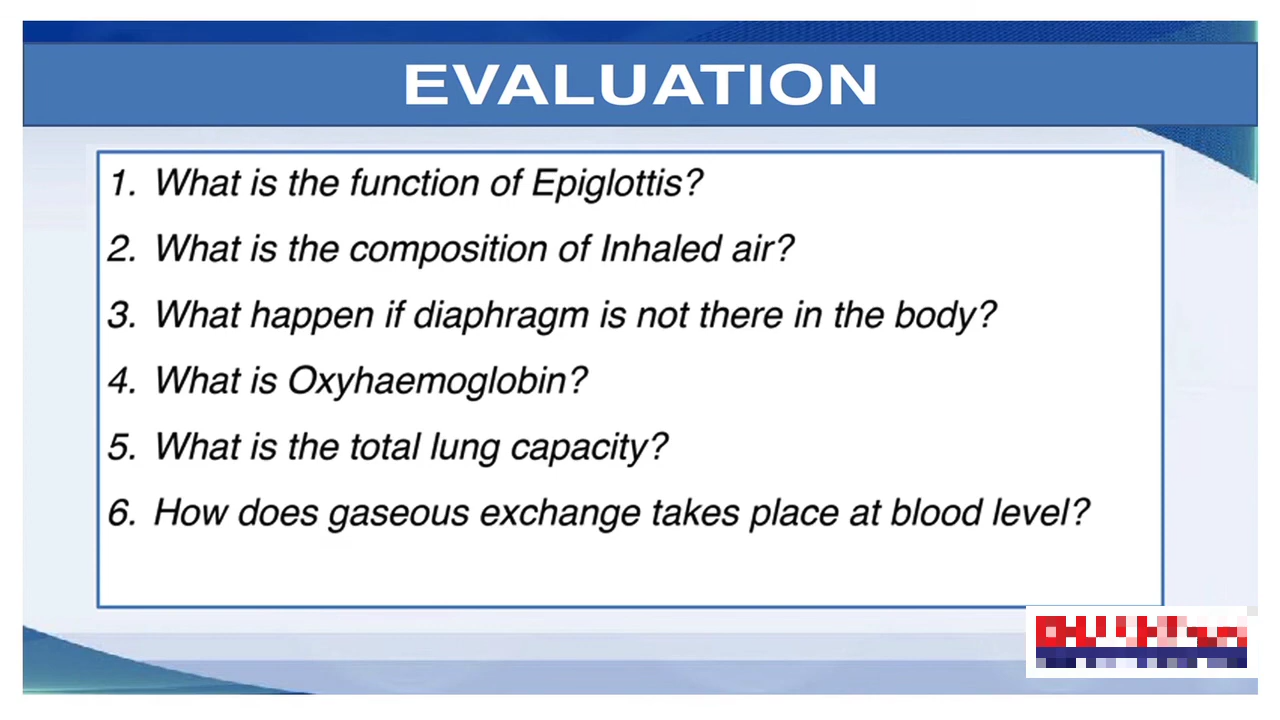 EVALUATION
1. What is the function of Epiglottis?
2. What is the composition of Inhaled air?
3. What happen if diaphragm is not there in the body?
4. What is Oxyhaemoglobin?
5. What is the total lung capacity?
6. How does gaseous exchange takes place at blood level?